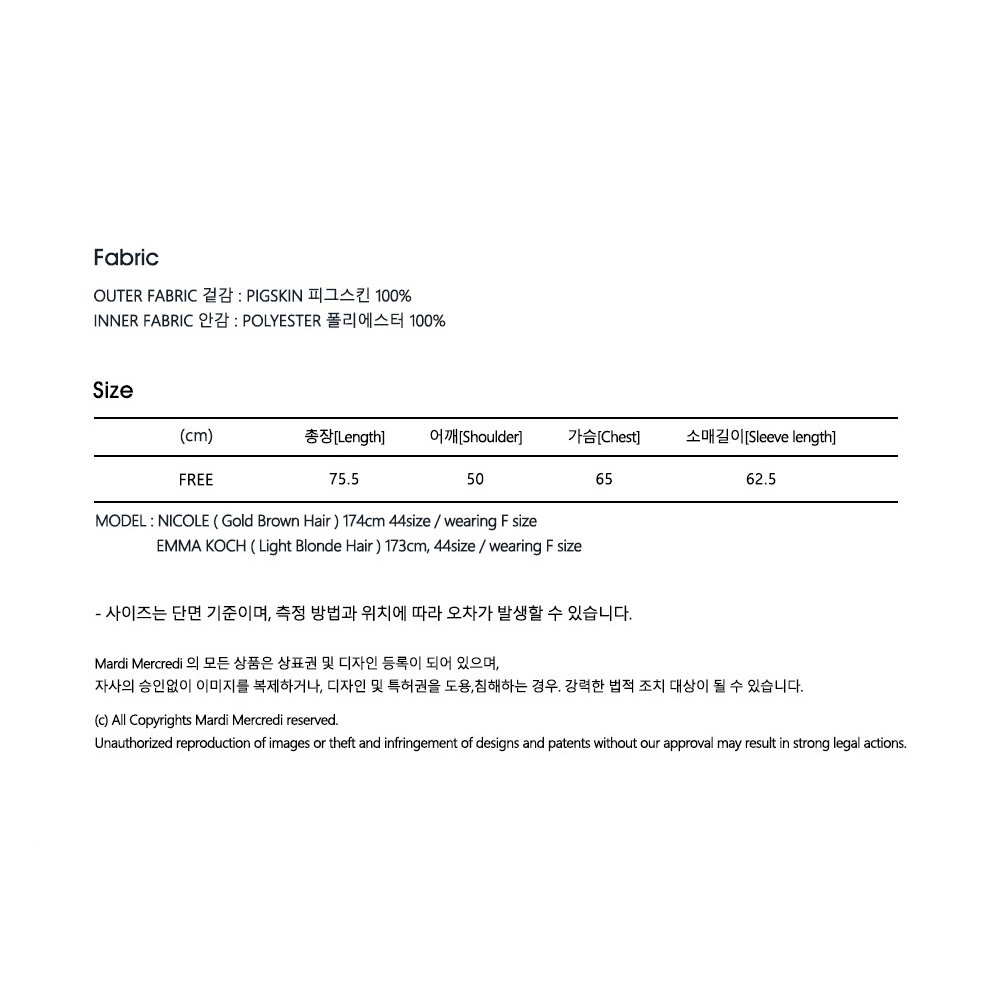 Fabric
OUTER FABRIC 겉감 : PIGSKIN 피그스킨 100%
INNER FABRIC 안감 : POLYESTER 폴리에스터 100%
Size
(cm) 총장[Length] 어깨[Shoulder] 가슴[Chest] 소매길이[Sleeve length]
FREE 75.5 50 65 62.5
MODEL : NICOLE ( Gold Brown Hair ) 174cm 44size / wearing F size
EMMA KOCH ( Light Blonde Hair ) 173cm, 44size / wearing F size
- 사이즈는 단면 기준이며, 측정 방법과 위치에 따라 오차가 발생할 수 있습니다.
Mardi Mercredi 의 모든 상품은 상표권 및 디자인 등록이 되어 있으며,
자사의 승인없이 이미지를 복제하거나, 디자인 및 특허권을 도용,침해하는 경우. 강력한 법적 조치 대상이 될 수 있습니다.
(c) All Copyrights Mardi Mercredi reserved.
Unauthorized reproduction of images or theft and infringement of designs and patents without our approval may result in strong legal actions.